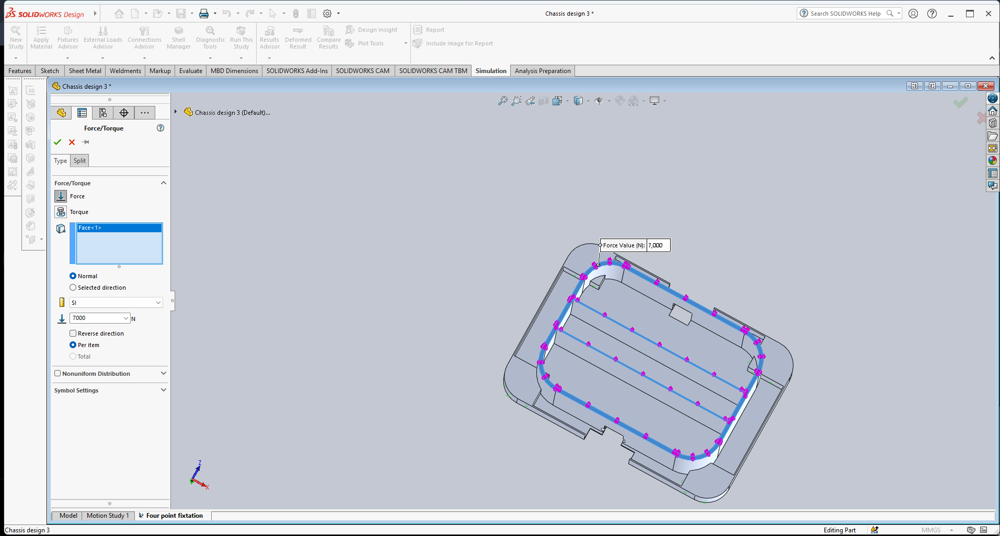 SOLIDWORKS Design
Chassis design 3 *
Search SOLIDWORKS Help
New Study
Apply Material
Fixtures Advisor
External Loads Advisor
Connections Advisor
Shell Manager
Diagnostic Tools
Run This Study
Results Advisor
Deformed Result
Compare Results
Design Insight
Plot Tools
Report
Include Image for Report
Features
Sketch
Sheet Metal
Weldments
Markup
Evaluate
MBD Dimensions
SOLIDWORKS Add-Ins
SOLIDWORKS CAM
SOLIDWORKS CAM TBM
Simulation
Analysis Preparation
Chassis design 3 *
Chassis design 3 (Default)...
Force/Torque
Type
Split
Force/Torque
Force
Torque
Face<1>
Normal
Selected direction
SI
7000 N
Reverse direction
Per item
Total
Nonuniform Distribution
Symbol Settings
Force Value (N): 7,000
Z
X
3D
Model
Motion Study 1
Four point fixtation
Chassis design 3
Editing Part
MMGS